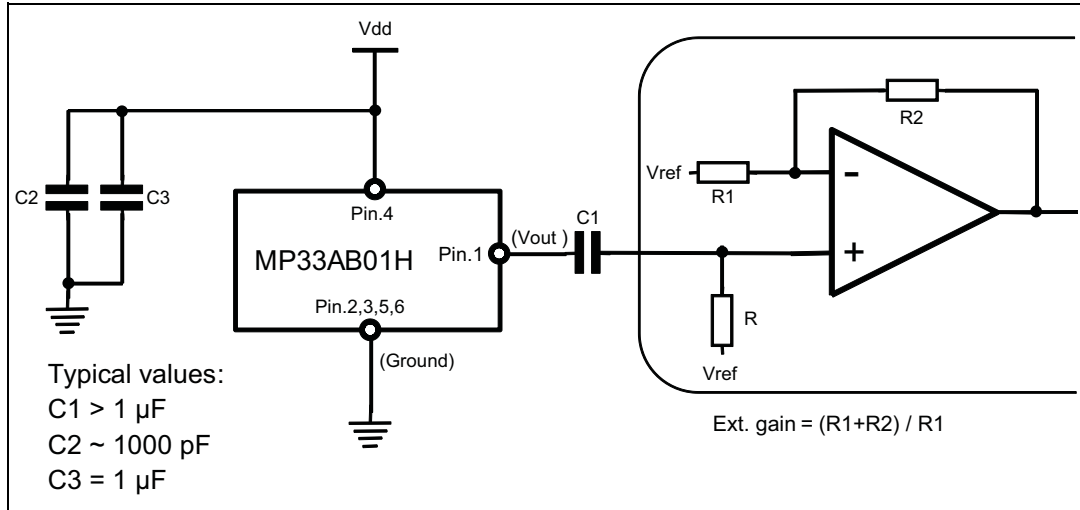 Vdd
R2
Vref
R1
C2
C3
Pin.4
C1
(Vout )
MP33AB01H
Pin.1
-
+
Pin.2,3,5,6
R
(Ground)
Vref
Typical values:
C1 > 1 µF
C2 ~ 1000 pF
C3 = 1 µF
Ext. gain = (R1+R2) / R1